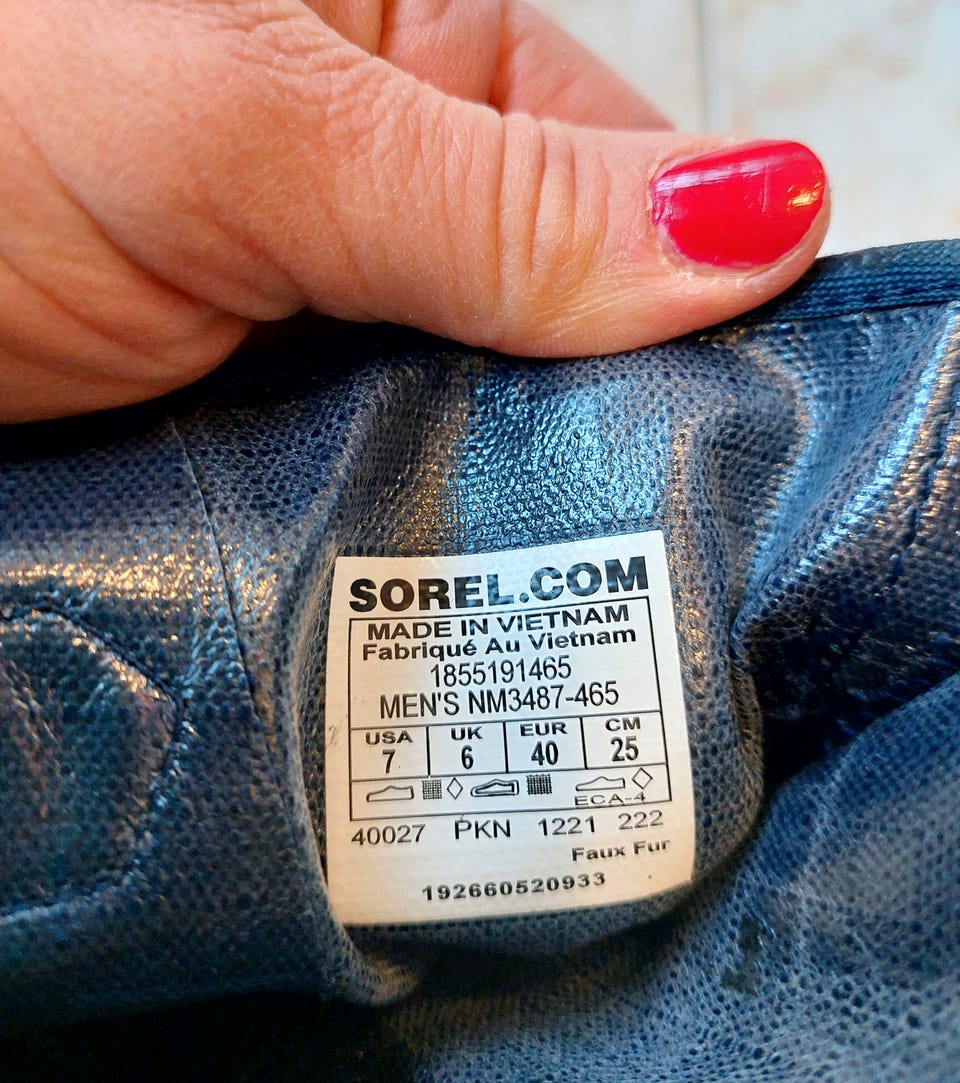 SOREL.COM
MADE IN VIETNAM
Fabriqué Au Vietnam
1855191465
MEN'S NM3487-465
USA UK EUR CM
7 6 40 25
ECA-4
40027 PKN 1221 222
Faux Fur
192660520933